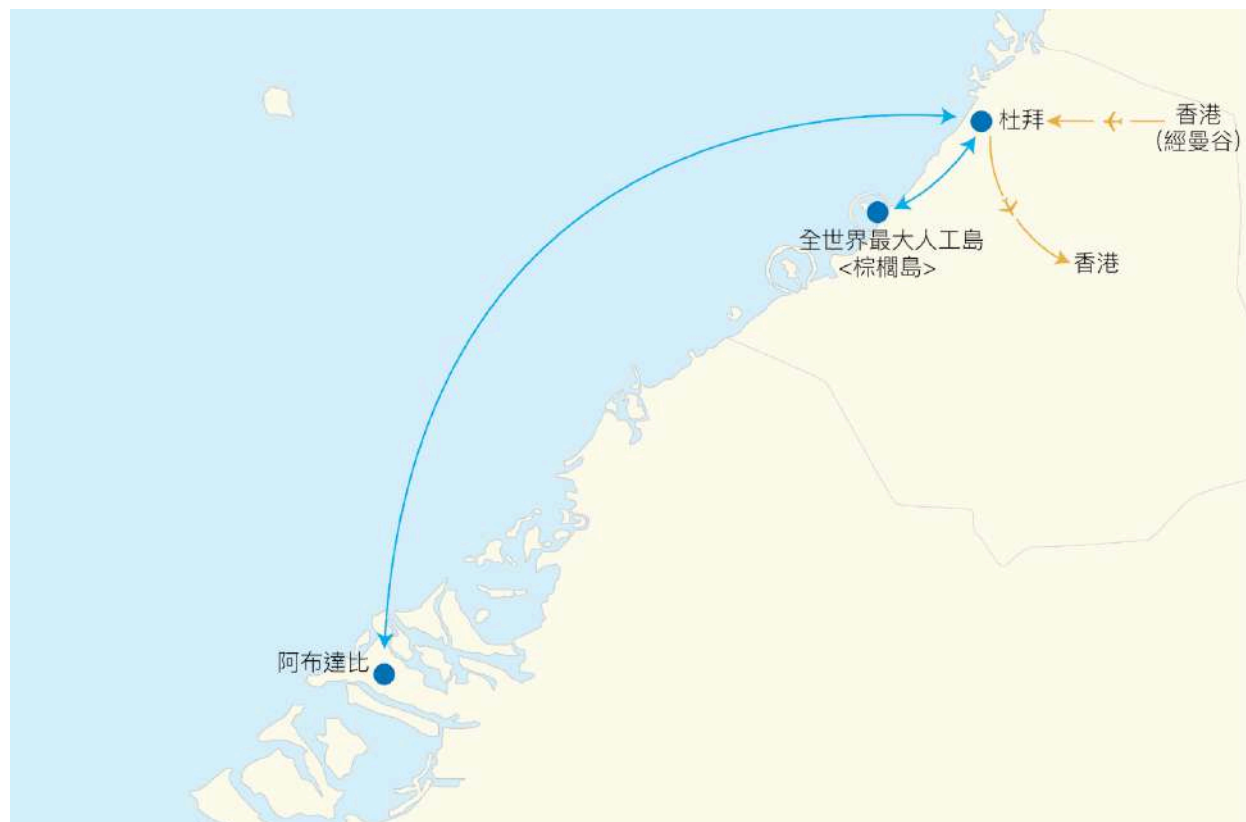 杜拜
香港
(經曼谷)
全世界最大人工島
<棕櫚島>
香港
阿布達比